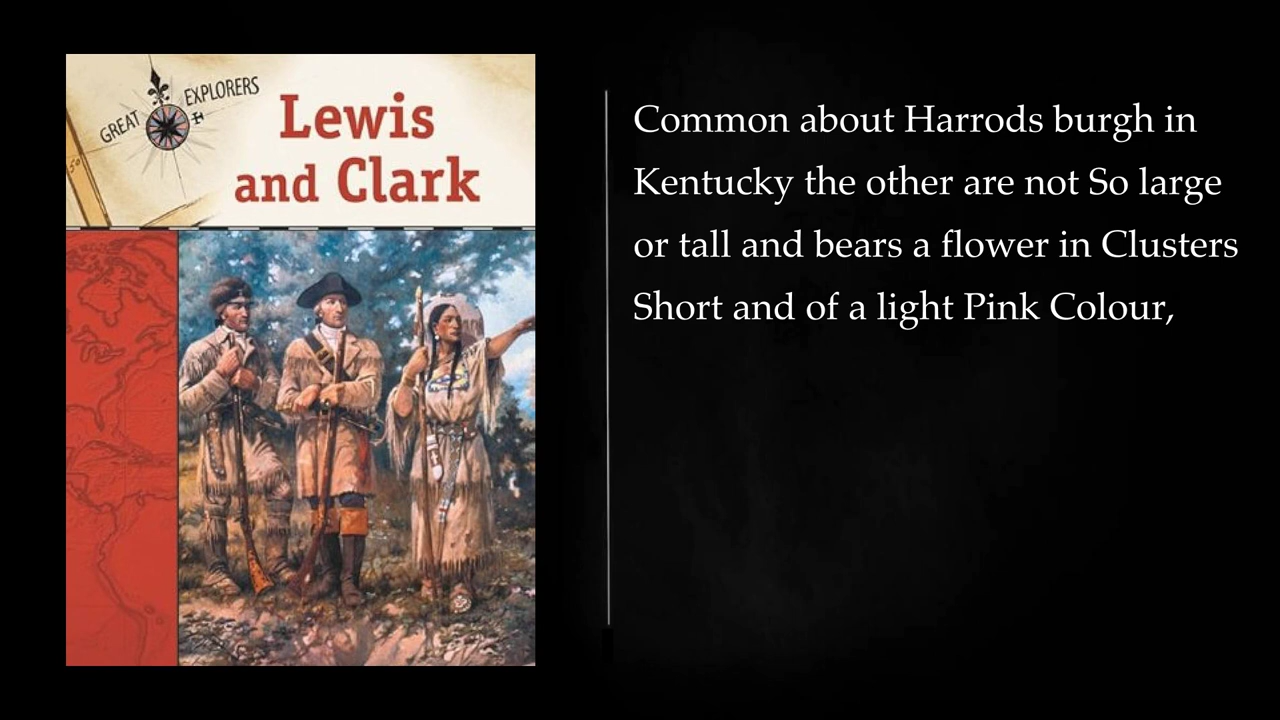 GREAT EXPLORERS
Lewis
and Clark
50
Common about Harrods burgh in
Kentucky the other are not So large
or tall and bears a flower in Clusters
Short and of a light Pink Colour,